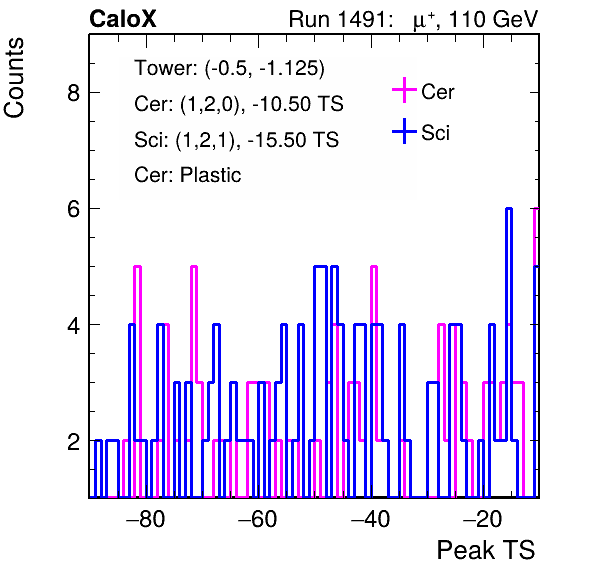 CaloX Run 1491: μ⁺, 110 GeV
Counts
Tower: (-0.5, -1.125)
Cer: (1,2,0), -10.50 TS
Sci: (1,2,1), -15.50 TS
Cer: Plastic
Cer
Sci
8
6
4
2
−80 −60 −40 −20
Peak TS